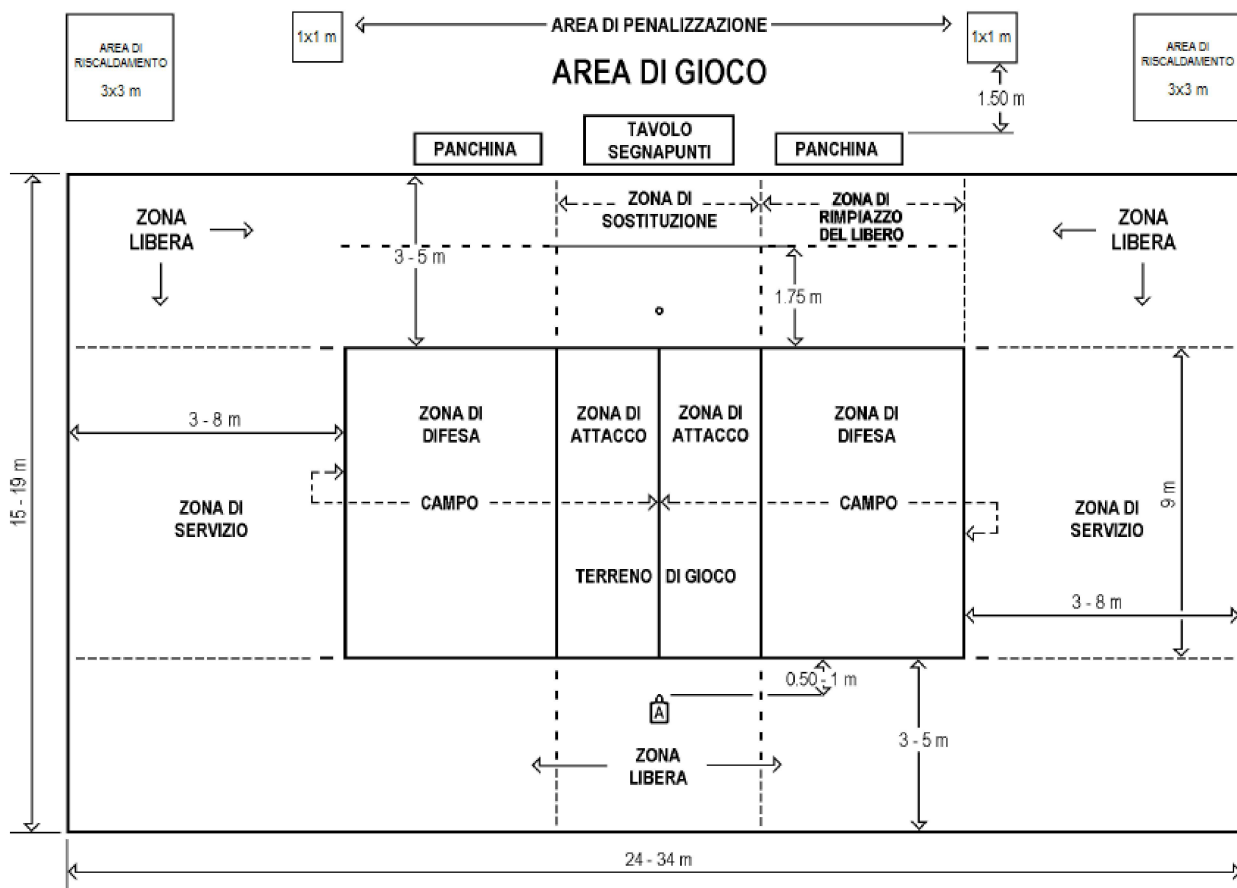 AREA DI
RISCALDAMENTO
3x3 m
1x1 m
AREA DI PENALIZZAZIONE
1x1 m
AREA DI
RISCALDAMENTO
3x3 m
AREA DI GIOCO
1.50 m
PANCHINA
TAVOLO
SEGNAPUNTI
PANCHINA
ZONA
LIBERA
3 - 5 m
ZONA DI
SOSTITUZIONE
ZONA DI
RIMPIAZZO
DEL LIBERO
ZONA
LIBERA
1.75 m
15 - 19 m
3 - 8 m
ZONA DI
DIFESA
ZONA DI
ATTACCO
ZONA DI
ATTACCO
ZONA DI
DIFESA
ZONA DI
SERVIZIO
CAMPO
CAMPO
9 m
ZONA DI
SERVIZIO
TERRENO DI GIOCO
3 - 8 m
0.50 - 1 m
A
3 - 5 m
ZONA
LIBERA
24 - 34 m